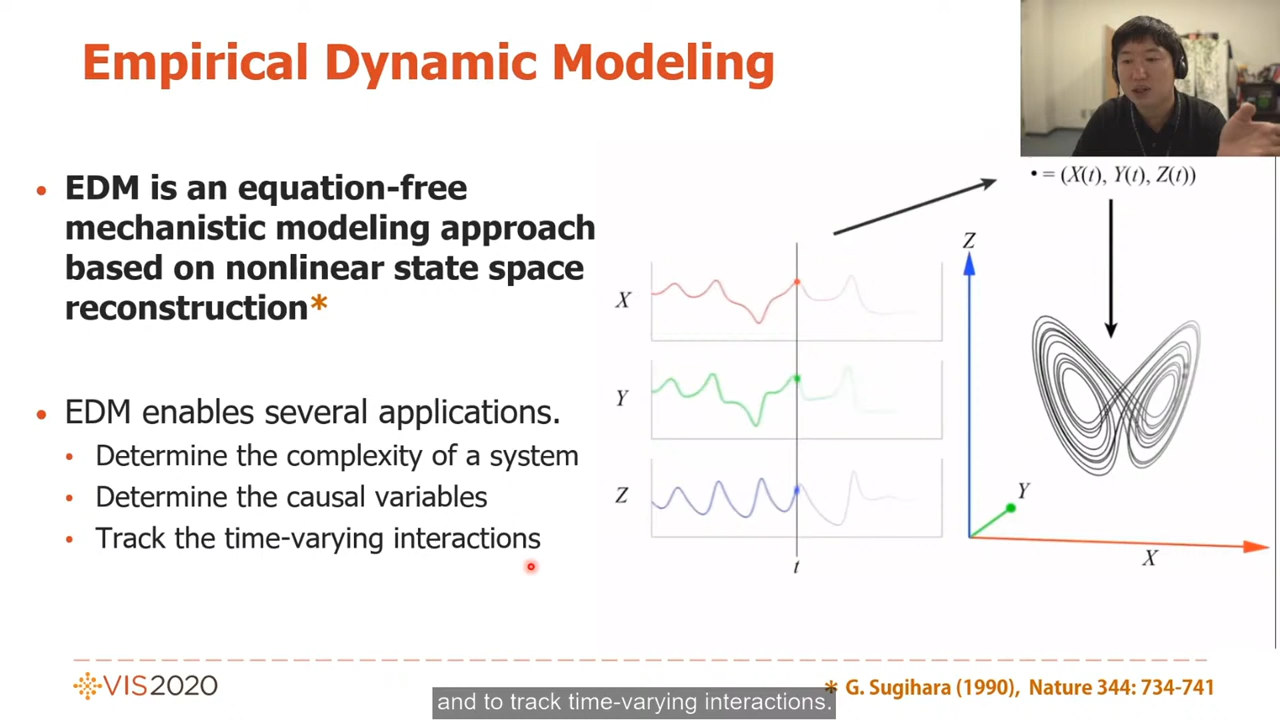 Empirical Dynamic Modeling
• EDM is an equation-free
mechanistic modeling approach
based on nonlinear state space
reconstruction*
• EDM enables several applications.
• Determine the complexity of a system
• Determine the causal variables
• Track the time-varying interactions
• = (X(t), Y(t), Z(t))
X
Y
Z
t
Z
Y
X
VIS2020
* G. Sugihara (1990), Nature 344: 734-741
and to track time-varying interactions.